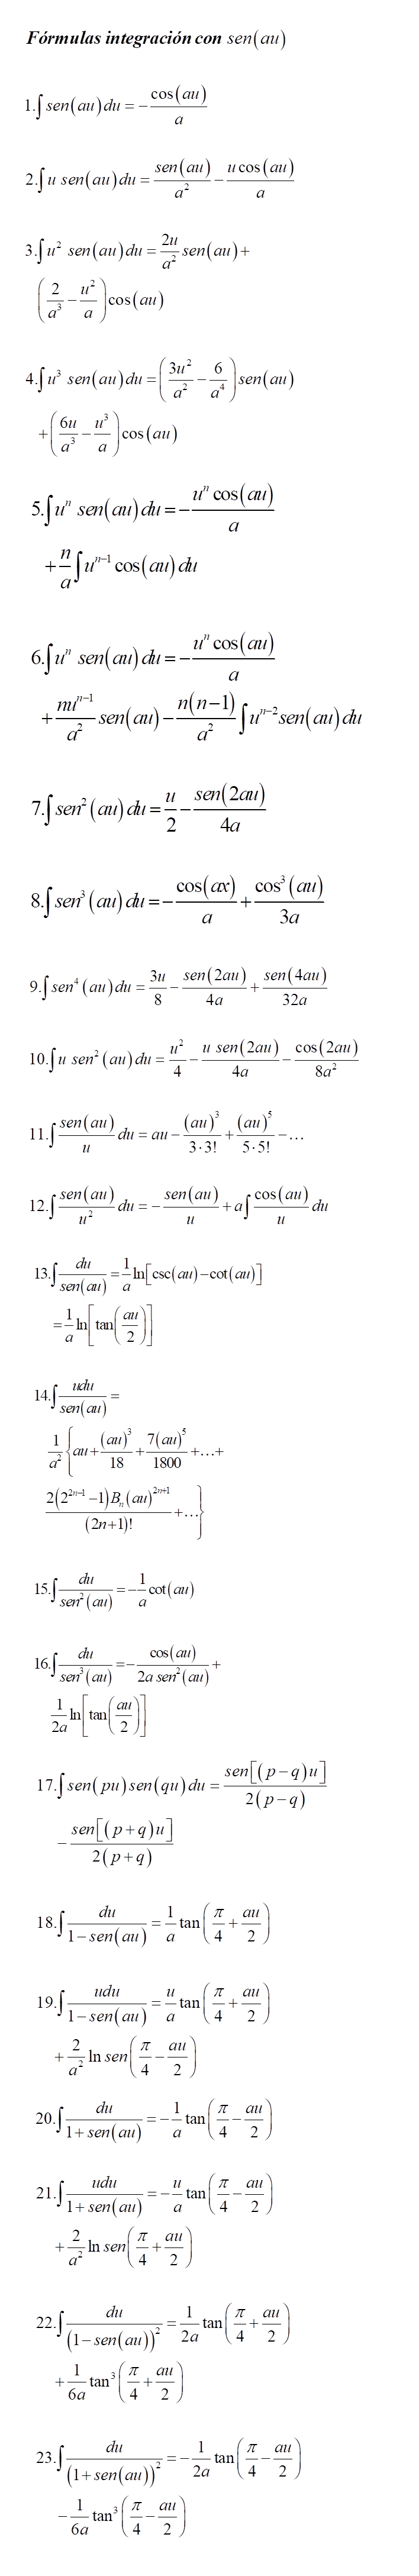 Fórmulas integración con sen(au)
1.∫sen(au)du = −cos(au)/a
2.∫u sen(au)du = sen(au)/a² − u cos(au)/a
3.∫u² sen(au)du = 2u/a² sen(au)+
(2/a³ − u²/a)cos(au)
4.∫u³ sen(au)du = (3u²/a² − 6/a⁴)sen(au)
+(6u/a³ − u³/a)cos(au)
5.∫uⁿ sen(au)du = −uⁿ cos(au)/a
+n/a ∫uⁿ⁻¹ cos(au)du
6.∫uⁿ sen(au)du = −uⁿ cos(au)/a
+nuⁿ⁻¹/a² sen(au) − n(n−1)/a² ∫uⁿ⁻² sen(au)du
7.∫sen²(au)du = u/2 − sen(2au)/4a
8.∫sen³(au)du = −cos(ax)/a + cos³(au)/3a
9.∫sen⁴(au)du = 3u/8 − sen(2au)/4a + sen(4au)/32a
10.∫u sen²(au)du = u²/4 − u sen(2au)/4a − cos(2au)/8a²
11.∫sen(au)/u du = au − (au)³/3·3! + (au)⁵/5·5! − …
12.∫sen(au)/u² du = −sen(au)/u + a∫cos(au)/u du
13.∫du/sen(au) = 1/a ln[csc(au)−cot(au)]
= 1/a ln[tan(au/2)]
14.∫udu/sen(au) =
1/a² {au + (au)³/18 + 7(au)⁵/1800 + … +
2(2²ⁿ⁻¹ −1)Bₙ(au)²ⁿ⁺¹/(2n+1)! + …}
15.∫du/sen²(au) = −1/a cot(au)
16.∫du/sen³(au) = −cos(au)/2a sen²(au) +
1/2a ln[tan(au/2)]
17.∫sen(pu)sen(qu)du = sen[(p−q)u]/2(p−q)
− sen[(p+q)u]/2(p+q)
18.∫du/1−sen(au) = 1/a tan(π/4 + au/2)
19.∫udu/1−sen(au) = u/a tan(π/4 + au/2)
+ 2/a² ln sen(π/4 − au/2)
20.∫du/1+sen(au) = −1/a tan(π/4 − au/2)
21.∫udu/1+sen(au) = −u/a tan(π/4 − au/2)
+ 2/a² ln sen(π/4 + au/2)
22.∫du/(1−sen(au))² = 1/2a tan(π/4 + au/2)
+ 1/6a tan³(π/4 + au/2)
23.∫du/(1+sen(au))² = −1/2a tan(π/4 − au/2)
− 1/6a tan³(π/4 − au/2)